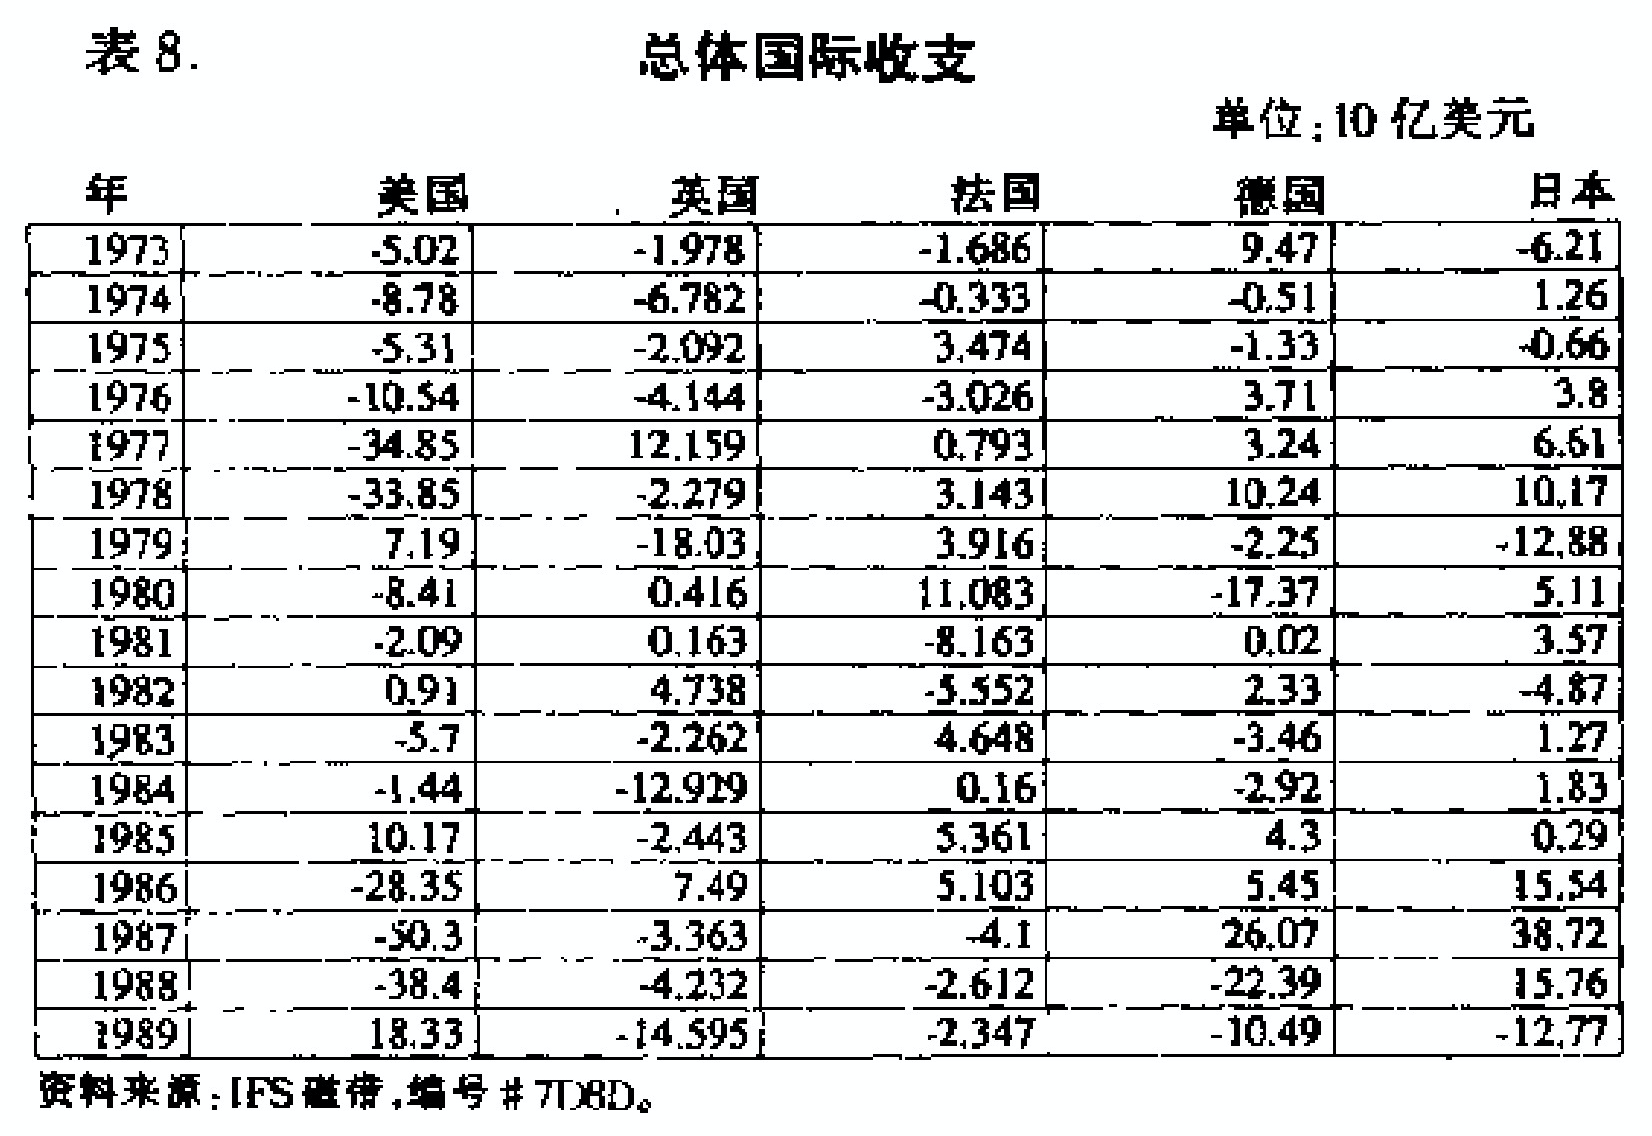 表 8.
总体国际收支
单位:10 亿美元
年 美国 英国 法国 德国 日本
1973 -5.02 -1.978 -1.686 9.47 -6.21
1974 -8.78 -6.782 -0.333 -0.51 1.26
1975 -5.31 -2.092 3.474 -1.33 -0.66
1976 -10.54 -4.144 -3.026 3.71 3.8
1977 -34.85 12.159 0.793 3.24 6.61
1978 -33.85 -2.279 3.143 10.24 10.17
1979 7.19 -18.03 3.916 -2.25 -12.88
1980 -8.41 0.416 11.083 -17.37 5.11
1981 -2.09 0.163 -8.163 0.02 3.57
1982 0.91 4.738 -5.552 2.33 -4.87
1983 -5.7 -2.262 4.648 -3.46 1.27
1984 -1.44 -12.929 0.16 -2.92 1.83
1985 10.17 -2.443 5.361 4.3 0.29
1986 -28.35 7.49 5.103 5.45 15.54
1987 -50.3 -3.363 -4.1 26.07 38.72
1988 -38.4 -4.232 -2.612 -22.39 15.76
1989 18.33 -14.595 -2.347 -10.49 -12.77
资料来源:IFS 磁带,编号 # 7D8D。